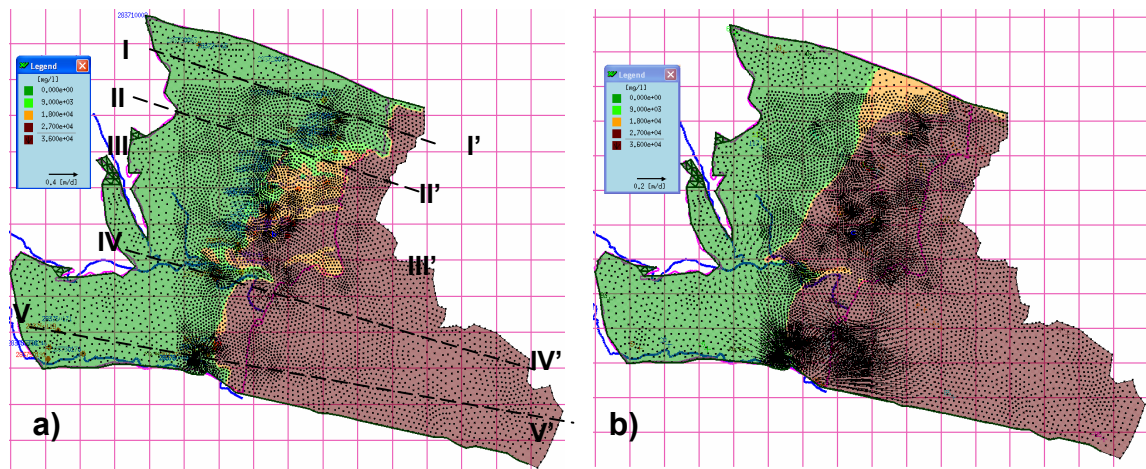 283710000
I
II
III
IV
V
I'
II'
III'
IV'
V'
Legend
[mg/l]
0.000e+00
9.000e+03
1.800e+04
2.700e+04
3.600e+04
0.4 [m/d]
a)
Legend
[mg/l]
0.000e+00
9.000e+03
1.800e+04
2.700e+04
3.600e+04
0.2 [m/d]
b)